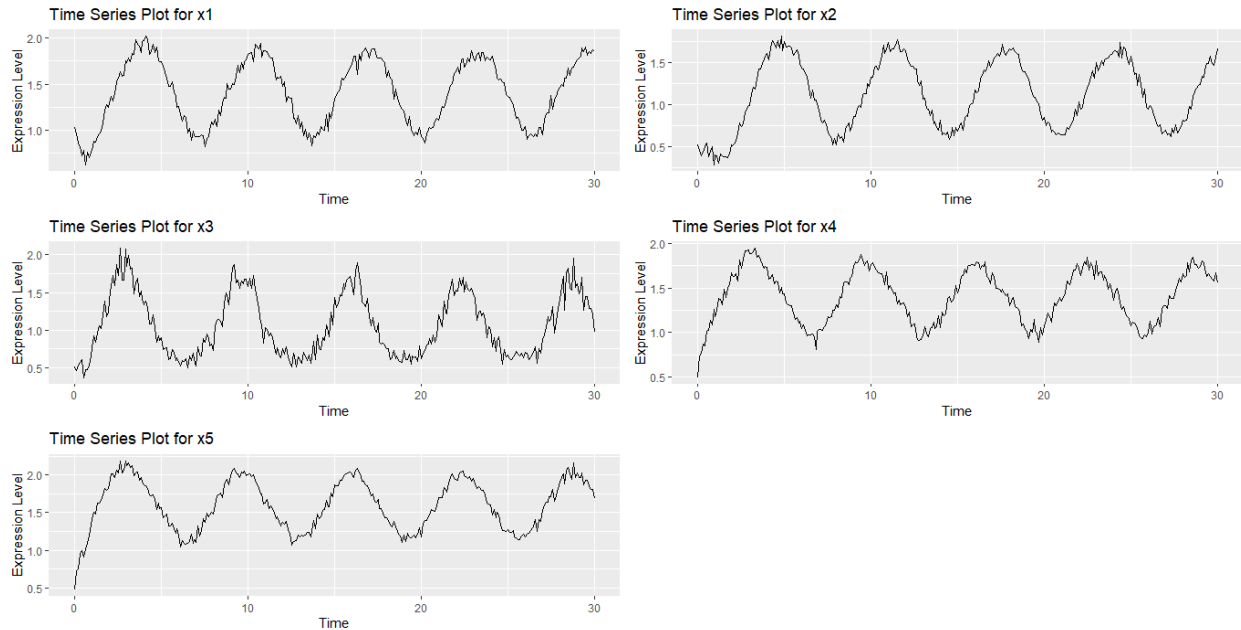 Time Series Plot for x1
Expression Level
2.0
1.5
1.0
0
10
20
30
Time
Time Series Plot for x2
Expression Level
1.5
1.0
0.5
0
10
20
30
Time
Time Series Plot for x3
Expression Level
2.0
1.5
1.0
0.5
0
10
20
30
Time
Time Series Plot for x4
Expression Level
2.0
1.5
1.0
0.5
0
10
20
30
Time
Time Series Plot for x5
Expression Level
2.0
1.5
1.0
0.5
0
10
20
30
Time